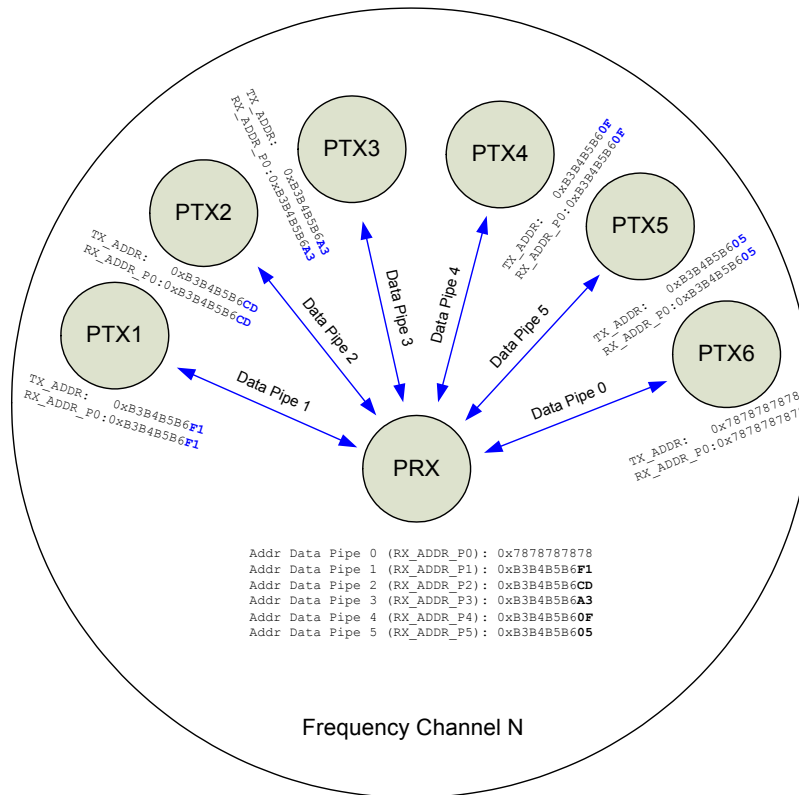 PTX3
PTX4
PTX2
PTX5
PTX1
PTX6
PRX
TX_ADDR: 0xB3B4B5B6F1
RX_ADDR_P0:0xB3B4B5B6F1
TX_ADDR: 0xB3B4B5B6CD
RX_ADDR_P0:0xB3B4B5B6CD
TX_ADDR: 0xB3B4B5B6A3
RX_ADDR_P0:0xB3B4B5B6A3
TX_ADDR: 0xB3B4B5B60F
RX_ADDR_P0:0xB3B4B5B60F
TX_ADDR: 0xB3B4B5B605
RX_ADDR_P0:0xB3B4B5B605
TX_ADDR: 0x7878787878
RX_ADDR_P0:0x787878787
Data Pipe 1
Data Pipe 2
Data Pipe 3
Data Pipe 4
Data Pipe 5
Data Pipe 0
Addr Data Pipe 0 (RX_ADDR_P0): 0x7878787878
Addr Data Pipe 1 (RX_ADDR_P1): 0xB3B4B5B6F1
Addr Data Pipe 2 (RX_ADDR_P2): 0xB3B4B5B6CD
Addr Data Pipe 3 (RX_ADDR_P3): 0xB3B4B5B6A3
Addr Data Pipe 4 (RX_ADDR_P4): 0xB3B4B5B60F
Addr Data Pipe 5 (RX_ADDR_P5): 0xB3B4B5B605
Frequency Channel N